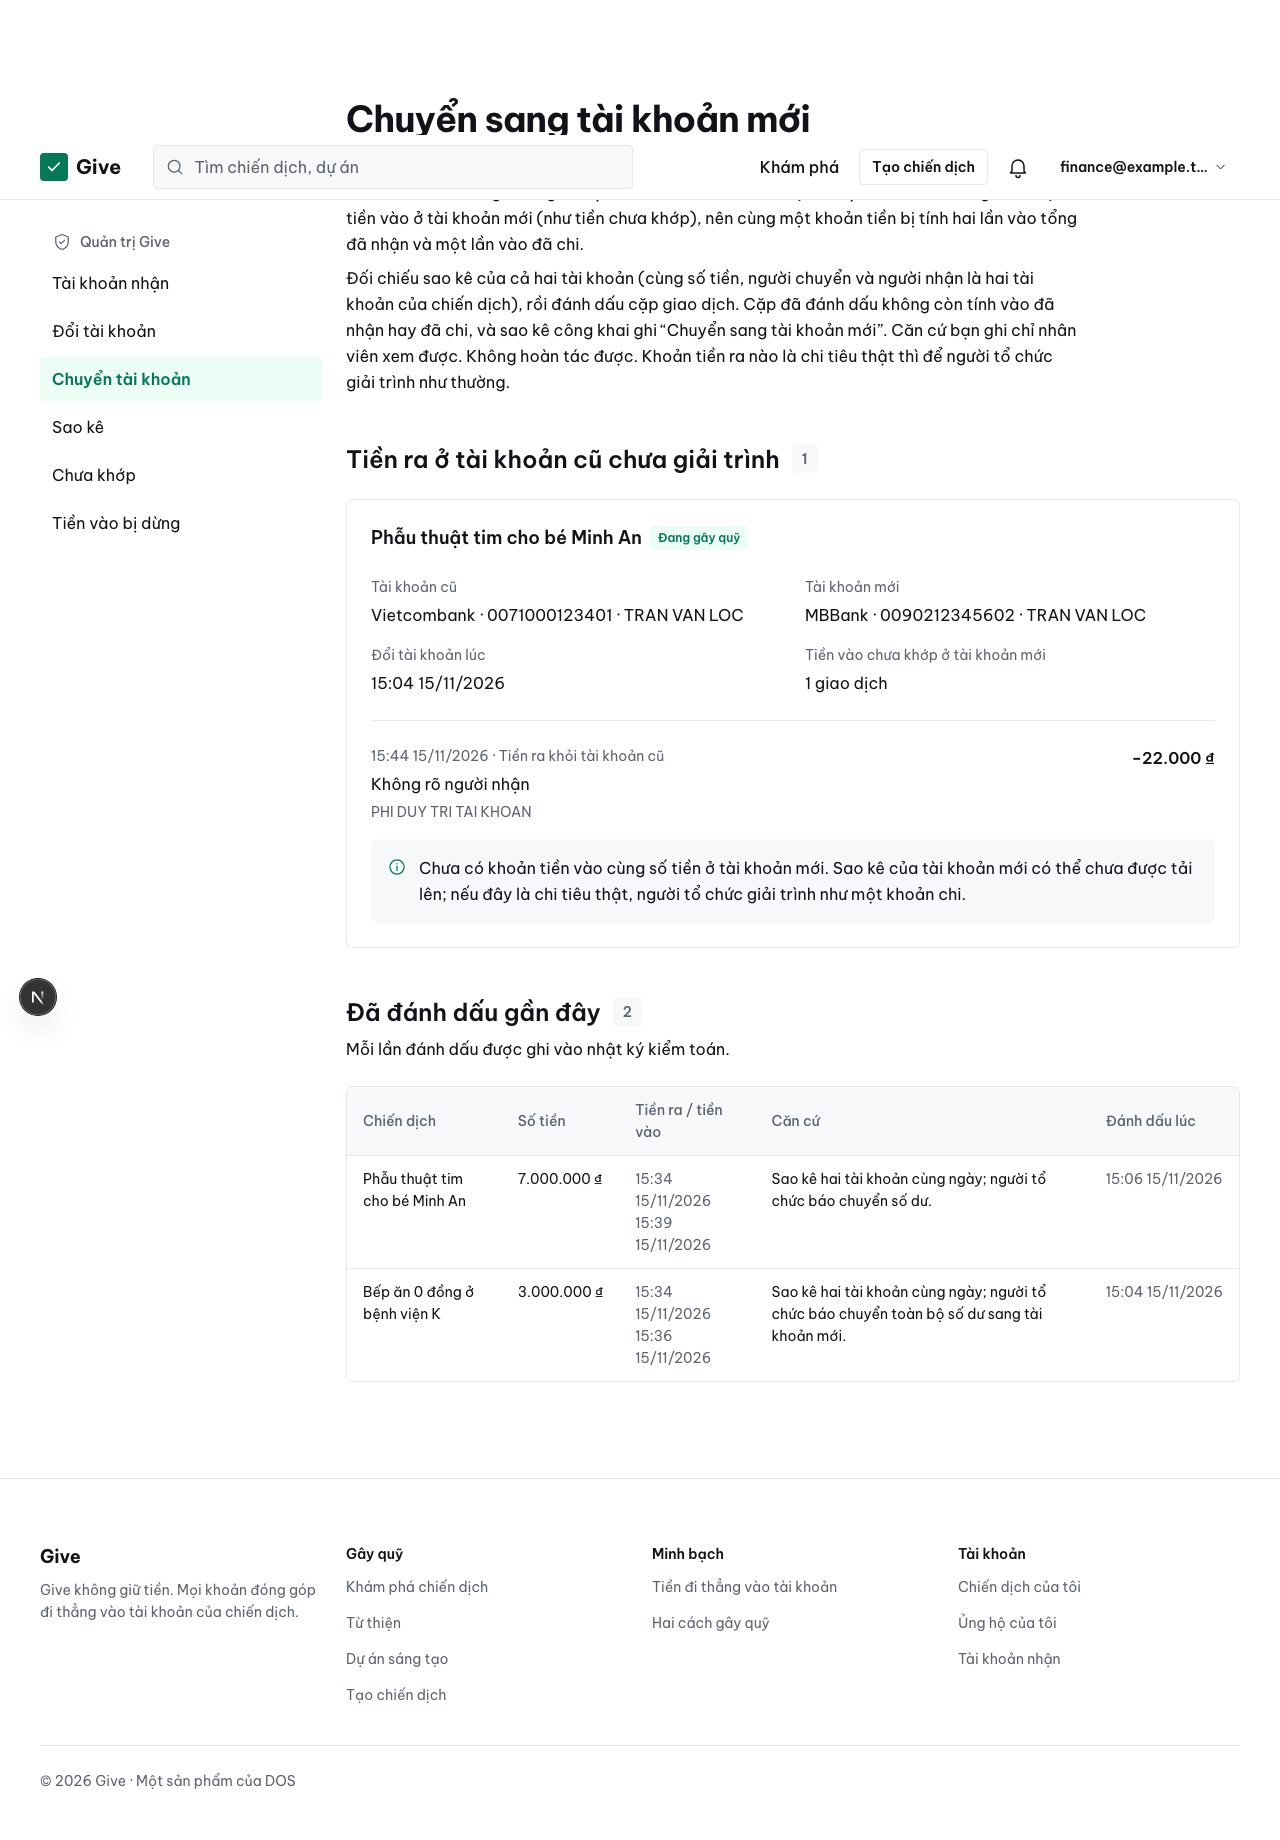 Chuyển sang tài khoản mới
Give
Tìm chiến dịch, dự án
Khám phá
Tạo chiến dịch
finance@example.t...
Quản trị Give
Tài khoản nhận
Đổi tài khoản
Chuyển tài khoản
Sao kê
Chưa khớp
Tiền vào bị dừng
tiền vào ở tài khoản mới (như tiền chưa khớp), nên cùng một khoản tiền bị tính hai lần vào tổng
đã nhận và một lần vào đã chi.
Đối chiếu sao kê của cả hai tài khoản (cùng số tiền, người chuyển và người nhận là hai tài
khoản của chiến dịch), rồi đánh dấu cặp giao dịch. Cặp đã đánh dấu không còn tính vào đã
nhận hay đã chi, và sao kê công khai ghi “Chuyển sang tài khoản mới”. Căn cứ bạn ghi chỉ nhân
viên xem được. Không hoàn tác được. Khoản tiền ra nào là chi tiêu thật thì để người tổ chức
giải trình như thường.
Tiền ra ở tài khoản cũ chưa giải trình 1
Phẫu thuật tim cho bé Minh An Đang gây quỹ
Tài khoản cũ
Vietcombank · 0071000123401 · TRAN VAN LOC
Tài khoản mới
MBBank · 0090212345602 · TRAN VAN LOC
Đổi tài khoản lúc
15:04 15/11/2026
Tiền vào chưa khớp ở tài khoản mới
1 giao dịch
15:44 15/11/2026 · Tiền ra khỏi tài khoản cũ
-22.000 ₫
Không rõ người nhận
PHI DUY TRI TAI KHOAN
Chưa có khoản tiền vào cùng số tiền ở tài khoản mới. Sao kê của tài khoản mới có thể chưa được tải
lên; nếu đây là chi tiêu thật, người tổ chức giải trình như một khoản chi.
Đã đánh dấu gần đây 2
Mỗi lần đánh dấu được ghi vào nhật ký kiểm toán.
Chiến dịch
Số tiền
Tiền ra / tiền
vào
Căn cứ
Đánh dấu lúc
Phẫu thuật tim
cho bé Minh An
7.000.000 ₫
15:34
15/11/2026
15:39
15/11/2026
Sao kê hai tài khoản cùng ngày; người tổ
chức báo chuyển số dư.
15:06 15/11/2026
Bếp ăn 0 đồng ở
bệnh viện K
3.000.000 ₫
15:34
15/11/2026
15:36
15/11/2026
Sao kê hai tài khoản cùng ngày; người tổ
chức báo chuyển toàn bộ số dư sang tài
khoản mới.
15:04 15/11/2026
Give
Give không giữ tiền. Mọi khoản đóng góp
đi thẳng vào tài khoản của chiến dịch.
Gây quỹ
Khám phá chiến dịch
Từ thiện
Dự án sáng tạo
Tạo chiến dịch
Minh bạch
Tiền đi thẳng vào tài khoản
Hai cách gây quỹ
Tài khoản
Chiến dịch của tôi
Ủng hộ của tôi
Tài khoản nhận
© 2026 Give · Một sản phẩm của DOS